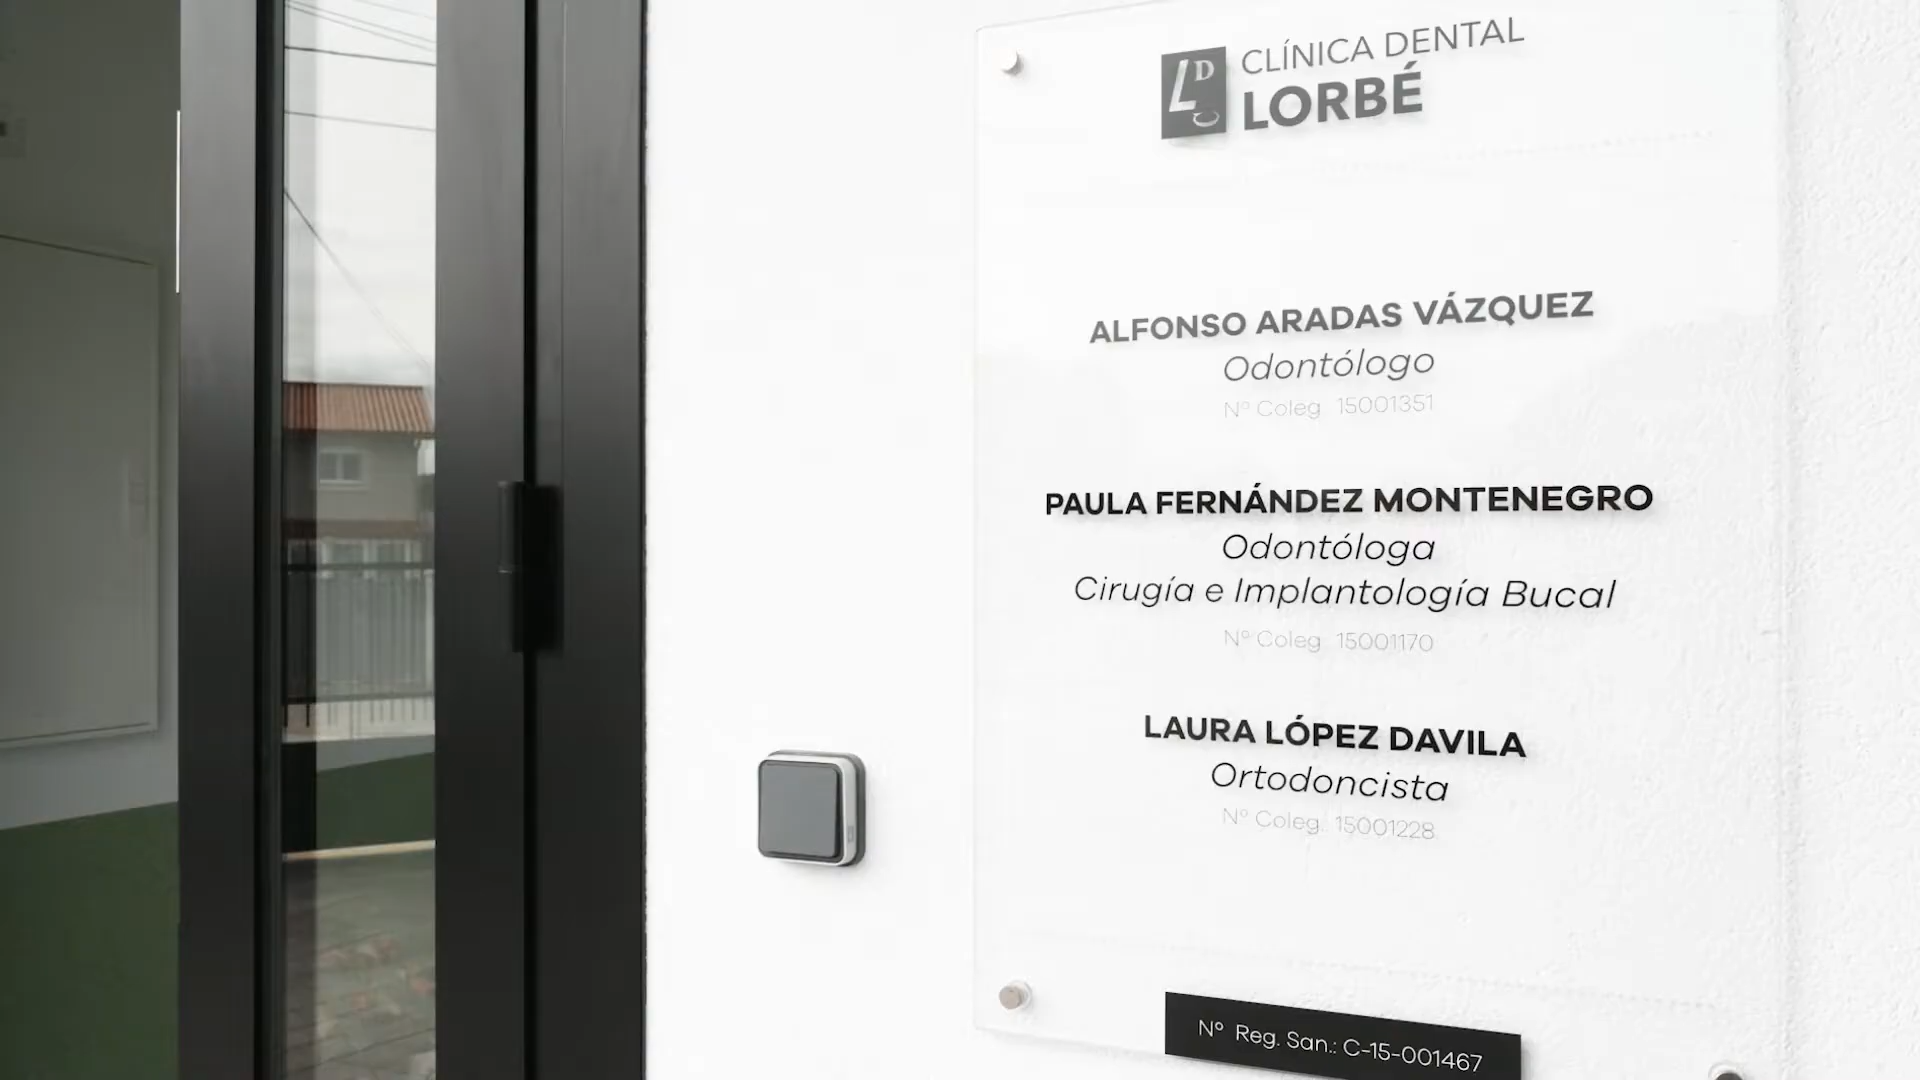 LD
CLÍNICA DENTAL
LORBÉ
ALFONSO ARADAS VÁZQUEZ
Odontólogo
Nº Coleg. 15001351
PAULA FERNÁNDEZ MONTENEGRO
Odontóloga
Cirugía e Implantología Bucal
Nº Coleg. 15001170
LAURA LÓPEZ DAVILA
Ortodoncista
Nº Coleg. 15001228
Nº Reg. San.: C-15-001467